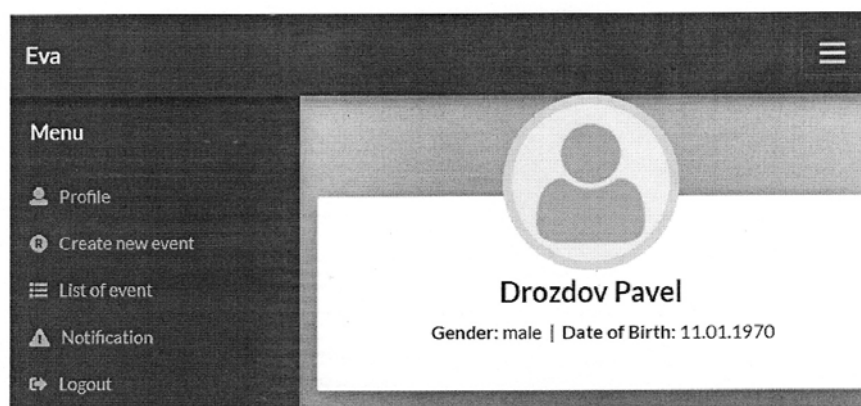 Eva
Menu
Profile
Create new event
List of event
Notification
Logout
Drozdov Pavel
Gender: male | Date of Birth: 11.01.1970